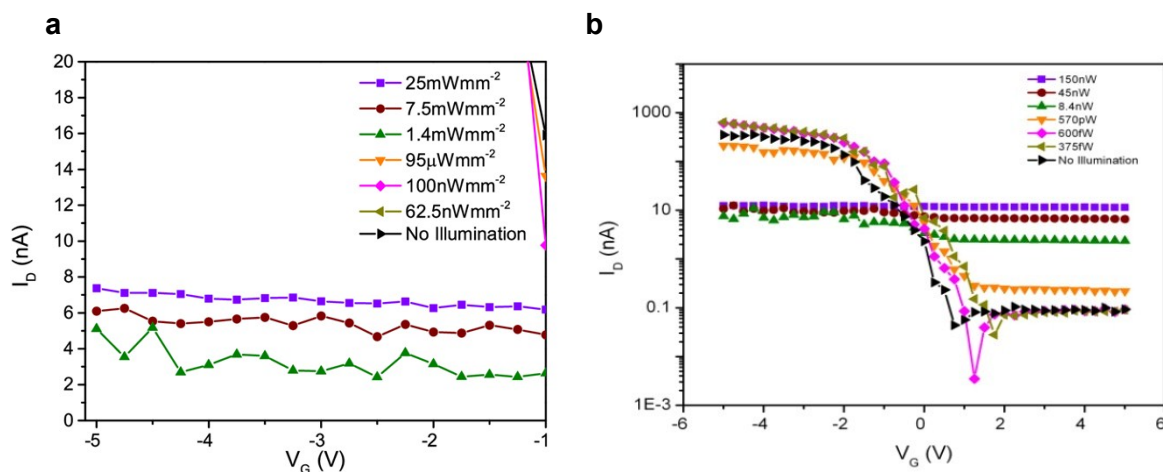 a
20
18
16
14
12
10
8
6
4
2
0
I_D (nA)
25mWmm⁻²
7.5mWmm⁻²
1.4mWmm⁻²
95µWmm⁻²
100nWmm⁻²
62.5nWmm⁻²
No Illumination
-5
-4
-3
-2
-1
V_G (V)
b
1000
10
0.1
1E-3
I_D (nA)
150nW
45nW
8.4nW
570pW
600fW
375fW
No Illumination
-6
-4
-2
0
2
4
6
V_G (V)